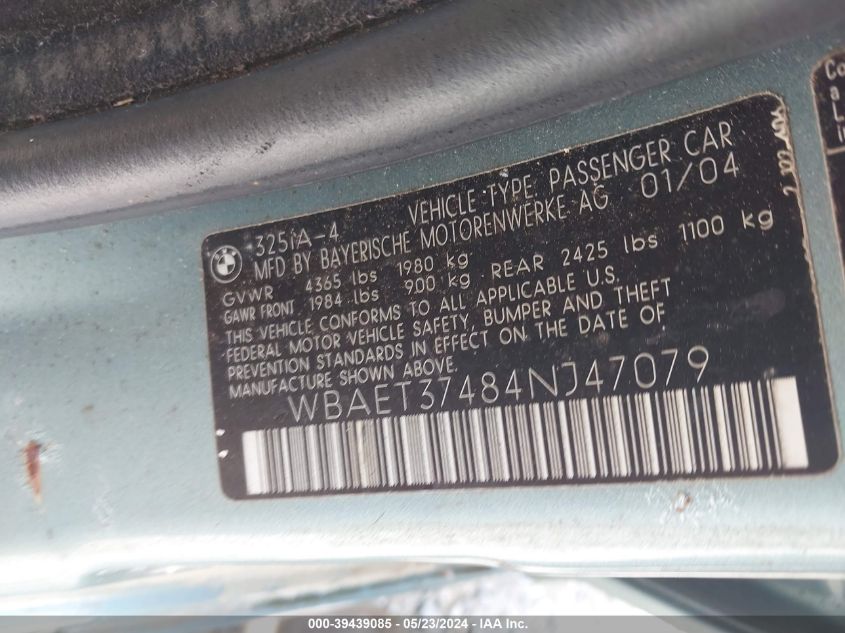 325iA-4 VEHICLE TYPE PASSENGER CAR
MFD BY BAYERISCHE MOTORENWERKE AG 01/04
GVWR 4365 lbs 1980 kg
GAWR FRONT 1984 lbs 900 kg REAR 2425 lbs 1100 kg
THIS VEHICLE CONFORMS TO ALL APPLICABLE U.S.
FEDERAL MOTOR VEHICLE SAFETY, BUMPER AND THEFT
PREVENTION STANDARDS IN EFFECT ON THE DATE OF
MANUFACTURE SHOWN ABOVE.
WBAET37484NJ47079
Co
a
L
000-39439085 - 05/23/2024 - IAA Inc.